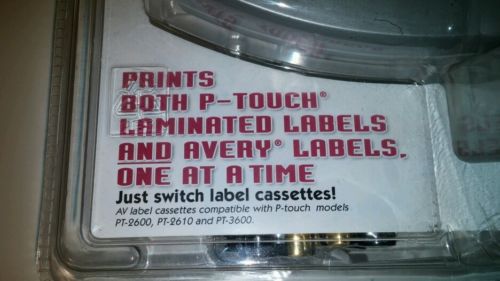 PRINTS
BOTH P-TOUCH®
LAMINATED LABELS
AND AVERY® LABELS,
ONE AT A TIME
Just switch label cassettes!
AV label cassettes compatible with P-touch models
PT-2600, PT-2610 and PT-3600.